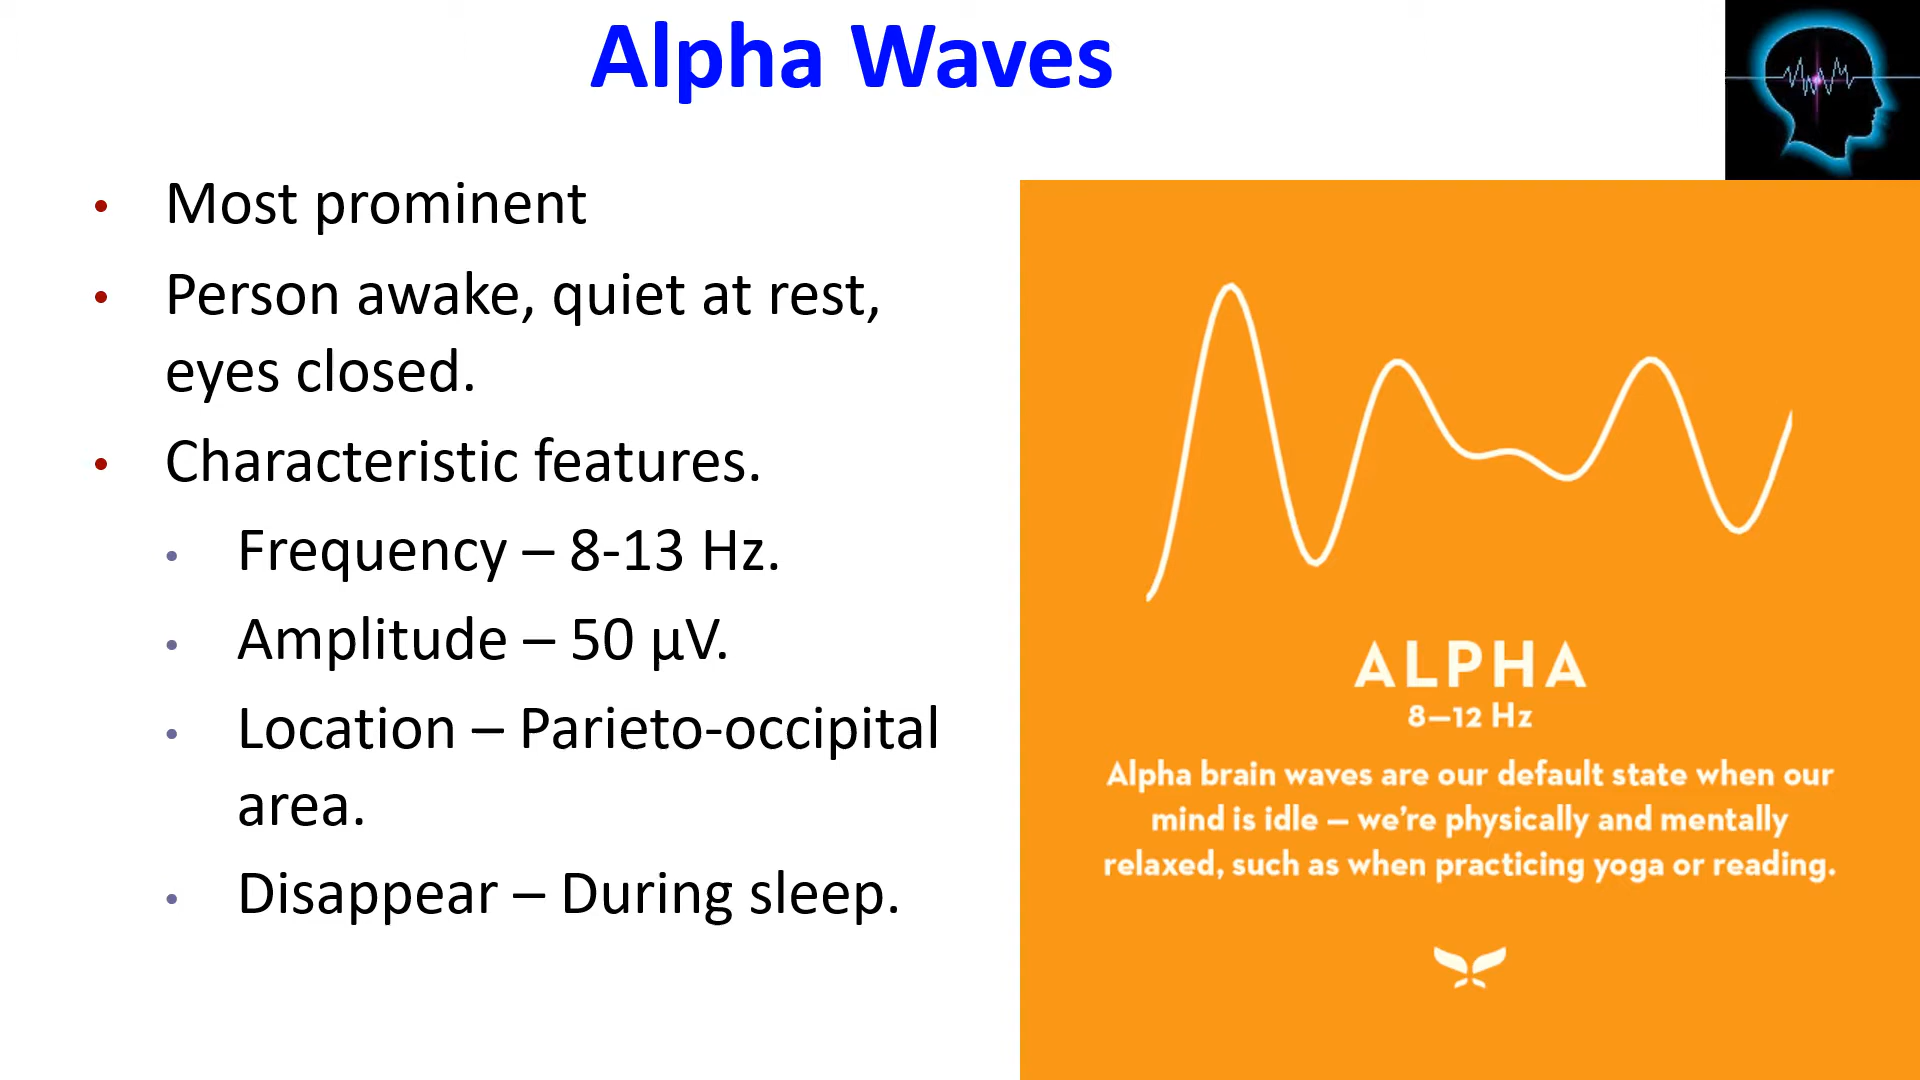 Alpha Waves
• Most prominent
• Person awake, quiet at rest,
eyes closed.
• Characteristic features.
• Frequency – 8-13 Hz.
• Amplitude – 50 µV.
• Location – Parieto-occipital
area.
• Disappear – During sleep.
ALPHA
8–12 Hz
Alpha brain waves are our default state when our
mind is idle – we’re physically and mentally
relaxed, such as when practicing yoga or reading.